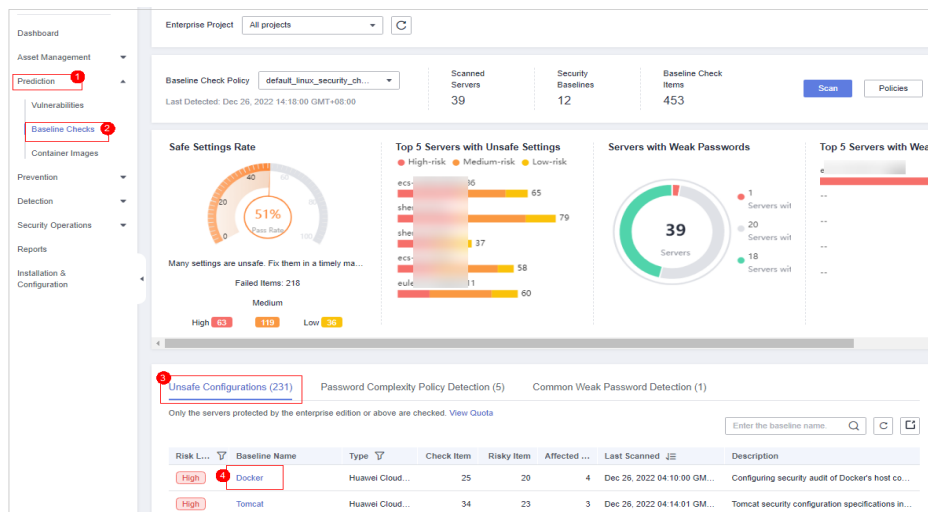 Dashboard
Asset Management
Prediction
1
Vulnerabilities
Baseline Checks
2
Container Images
Prevention
Detection
Security Operations
Reports
Installation &
Configuration
Enterprise Project All projects
Baseline Check Policy default_linux_security_ch...
Last Detected: Dec 26, 2022 14:18:00 GMT+08:00
Scanned
Servers
39
Security
Baselines
12
Baseline Check
Items
453
Scan
Policies
Safe Settings Rate
0
20
40
60
80
100
51%
Pass Rate
Many settings are unsafe. Fix them in a timely ma...
Failed Items: 218
Medium
High 63 119 Low 36
Top 5 Servers with Unsafe Settings
High-risk Medium-risk Low-risk
ecs-
65
she
79
she
37
ecs-
58
eule
60
Servers with Weak Passwords
39
Servers
1
Servers wit
20
Servers wit
18
Servers wit
Top 5 Servers with Wea
--
--
--
--
3
Unsafe Configurations (231) Password Complexity Policy Detection (5) Common Weak Password Detection (1)
Only the servers protected by the enterprise edition or above are checked. View Quota
Enter the baseline name.
Risk L... Baseline Name Type Check Item Risky Item Affected ... Last Scanned Description
High 4 Docker Huawei Cloud... 25 20 4 Dec 26, 2022 04:10:00 GM... Configuring security audit of Docker's host co...
High Tomcat Huawei Cloud... 34 23 3 Dec 26, 2022 04:14:01 GM... Tomcat security configuration specifications in...